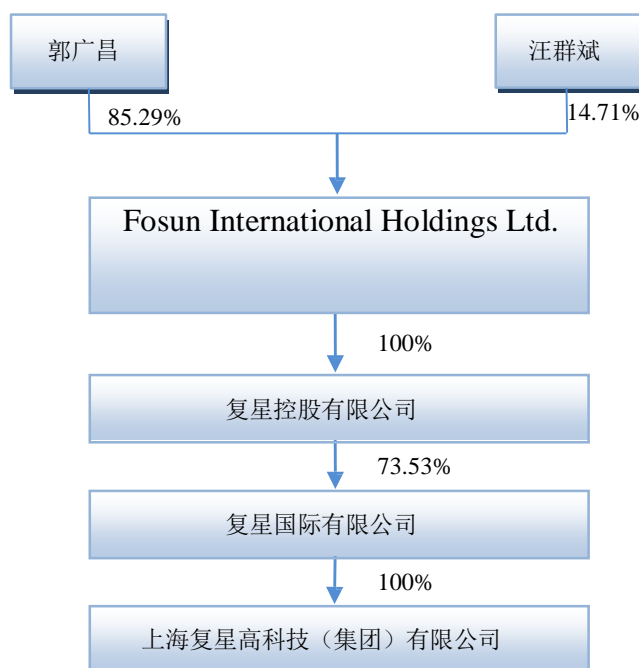 郭广昌
汪群斌
85.29%
14.71%
Fosun International Holdings Ltd.
100%
复星控股有限公司
73.53%
复星国际有限公司
100%
上海复星高科技（集团）有限公司